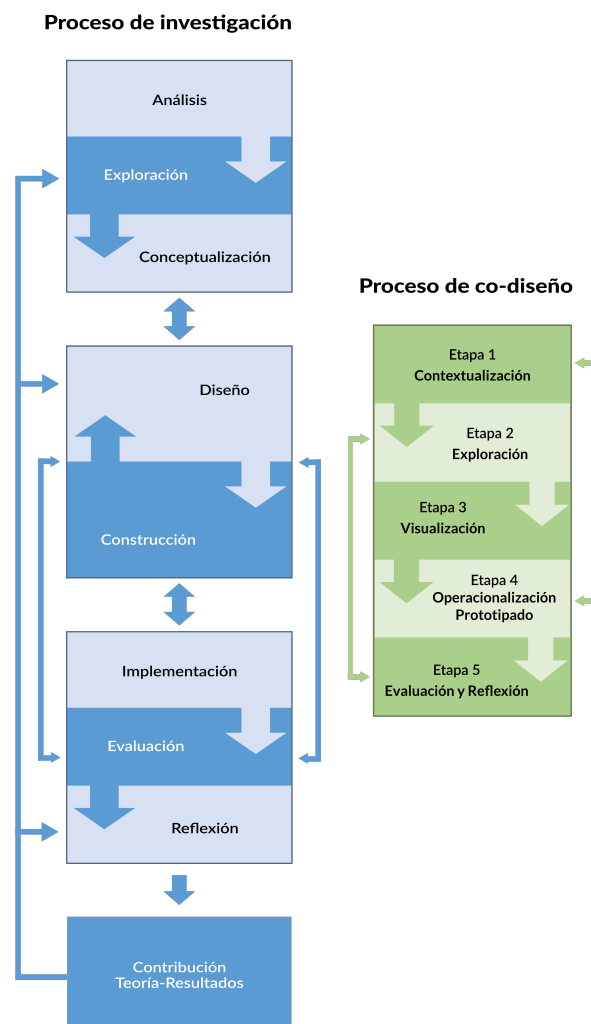 Proceso de investigación
Análisis
Exploración
Conceptualización
Diseño
Construcción
Implementación
Evaluación
Reflexión
Contribución
Teoría-Resultados
Proceso de co-diseño
Etapa 1
Contextualización
Etapa 2
Exploración
Etapa 3
Visualización
Etapa 4
Operacionalización
Prototipado
Etapa 5
Evaluación y Reflexión